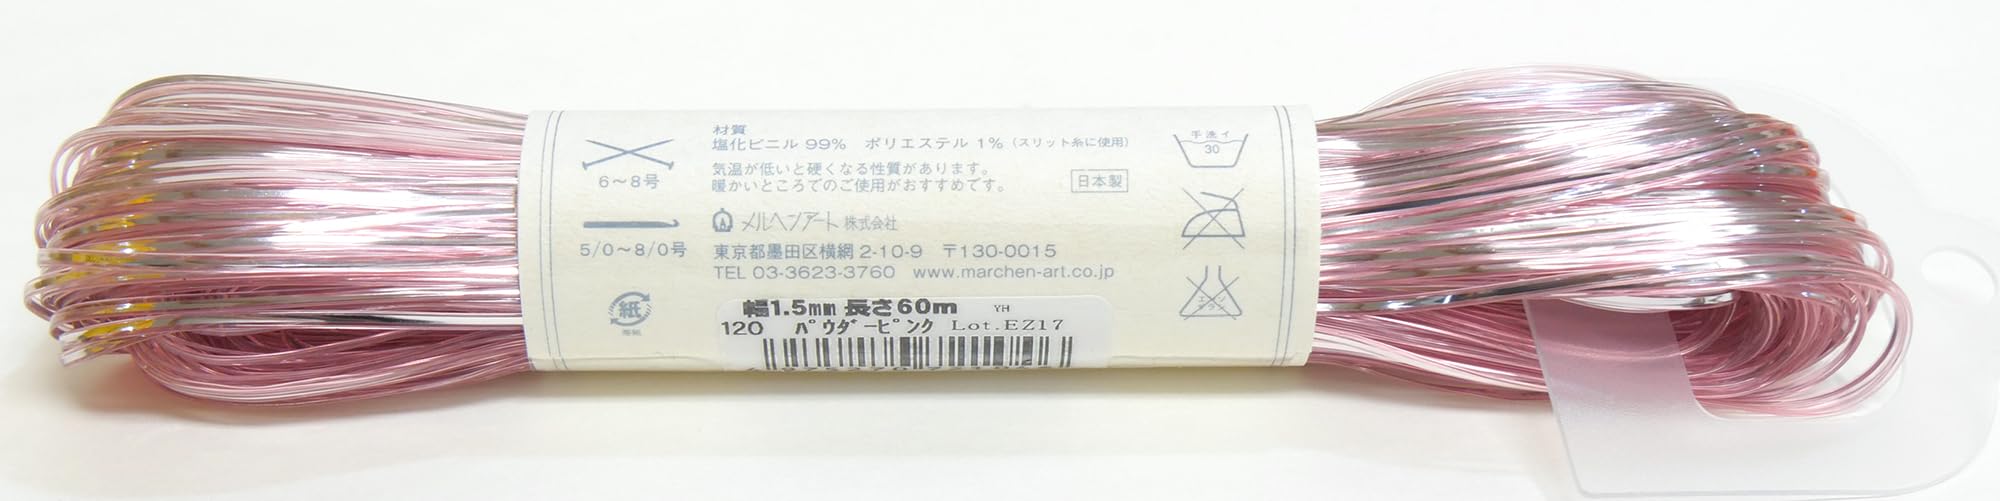 6～8号
5/0～8/0号
紙
材質
塩化ビニル 99%　ポリエステル 1%（スリット糸に使用）
気温が低いと硬くなる性質があります。
暖かいところでのご使用がおすすめです。
日本製
メルヘンアート 株式会社
東京都墨田区横網 2-10-9　〒130-0015
TEL 03-3623-3760　www.marchen-art.co.jp
幅1.5mm 長さ60m　YH
120　パウダーピンク　Lot.EZ17
手洗イ
30
エンソ
サラシ